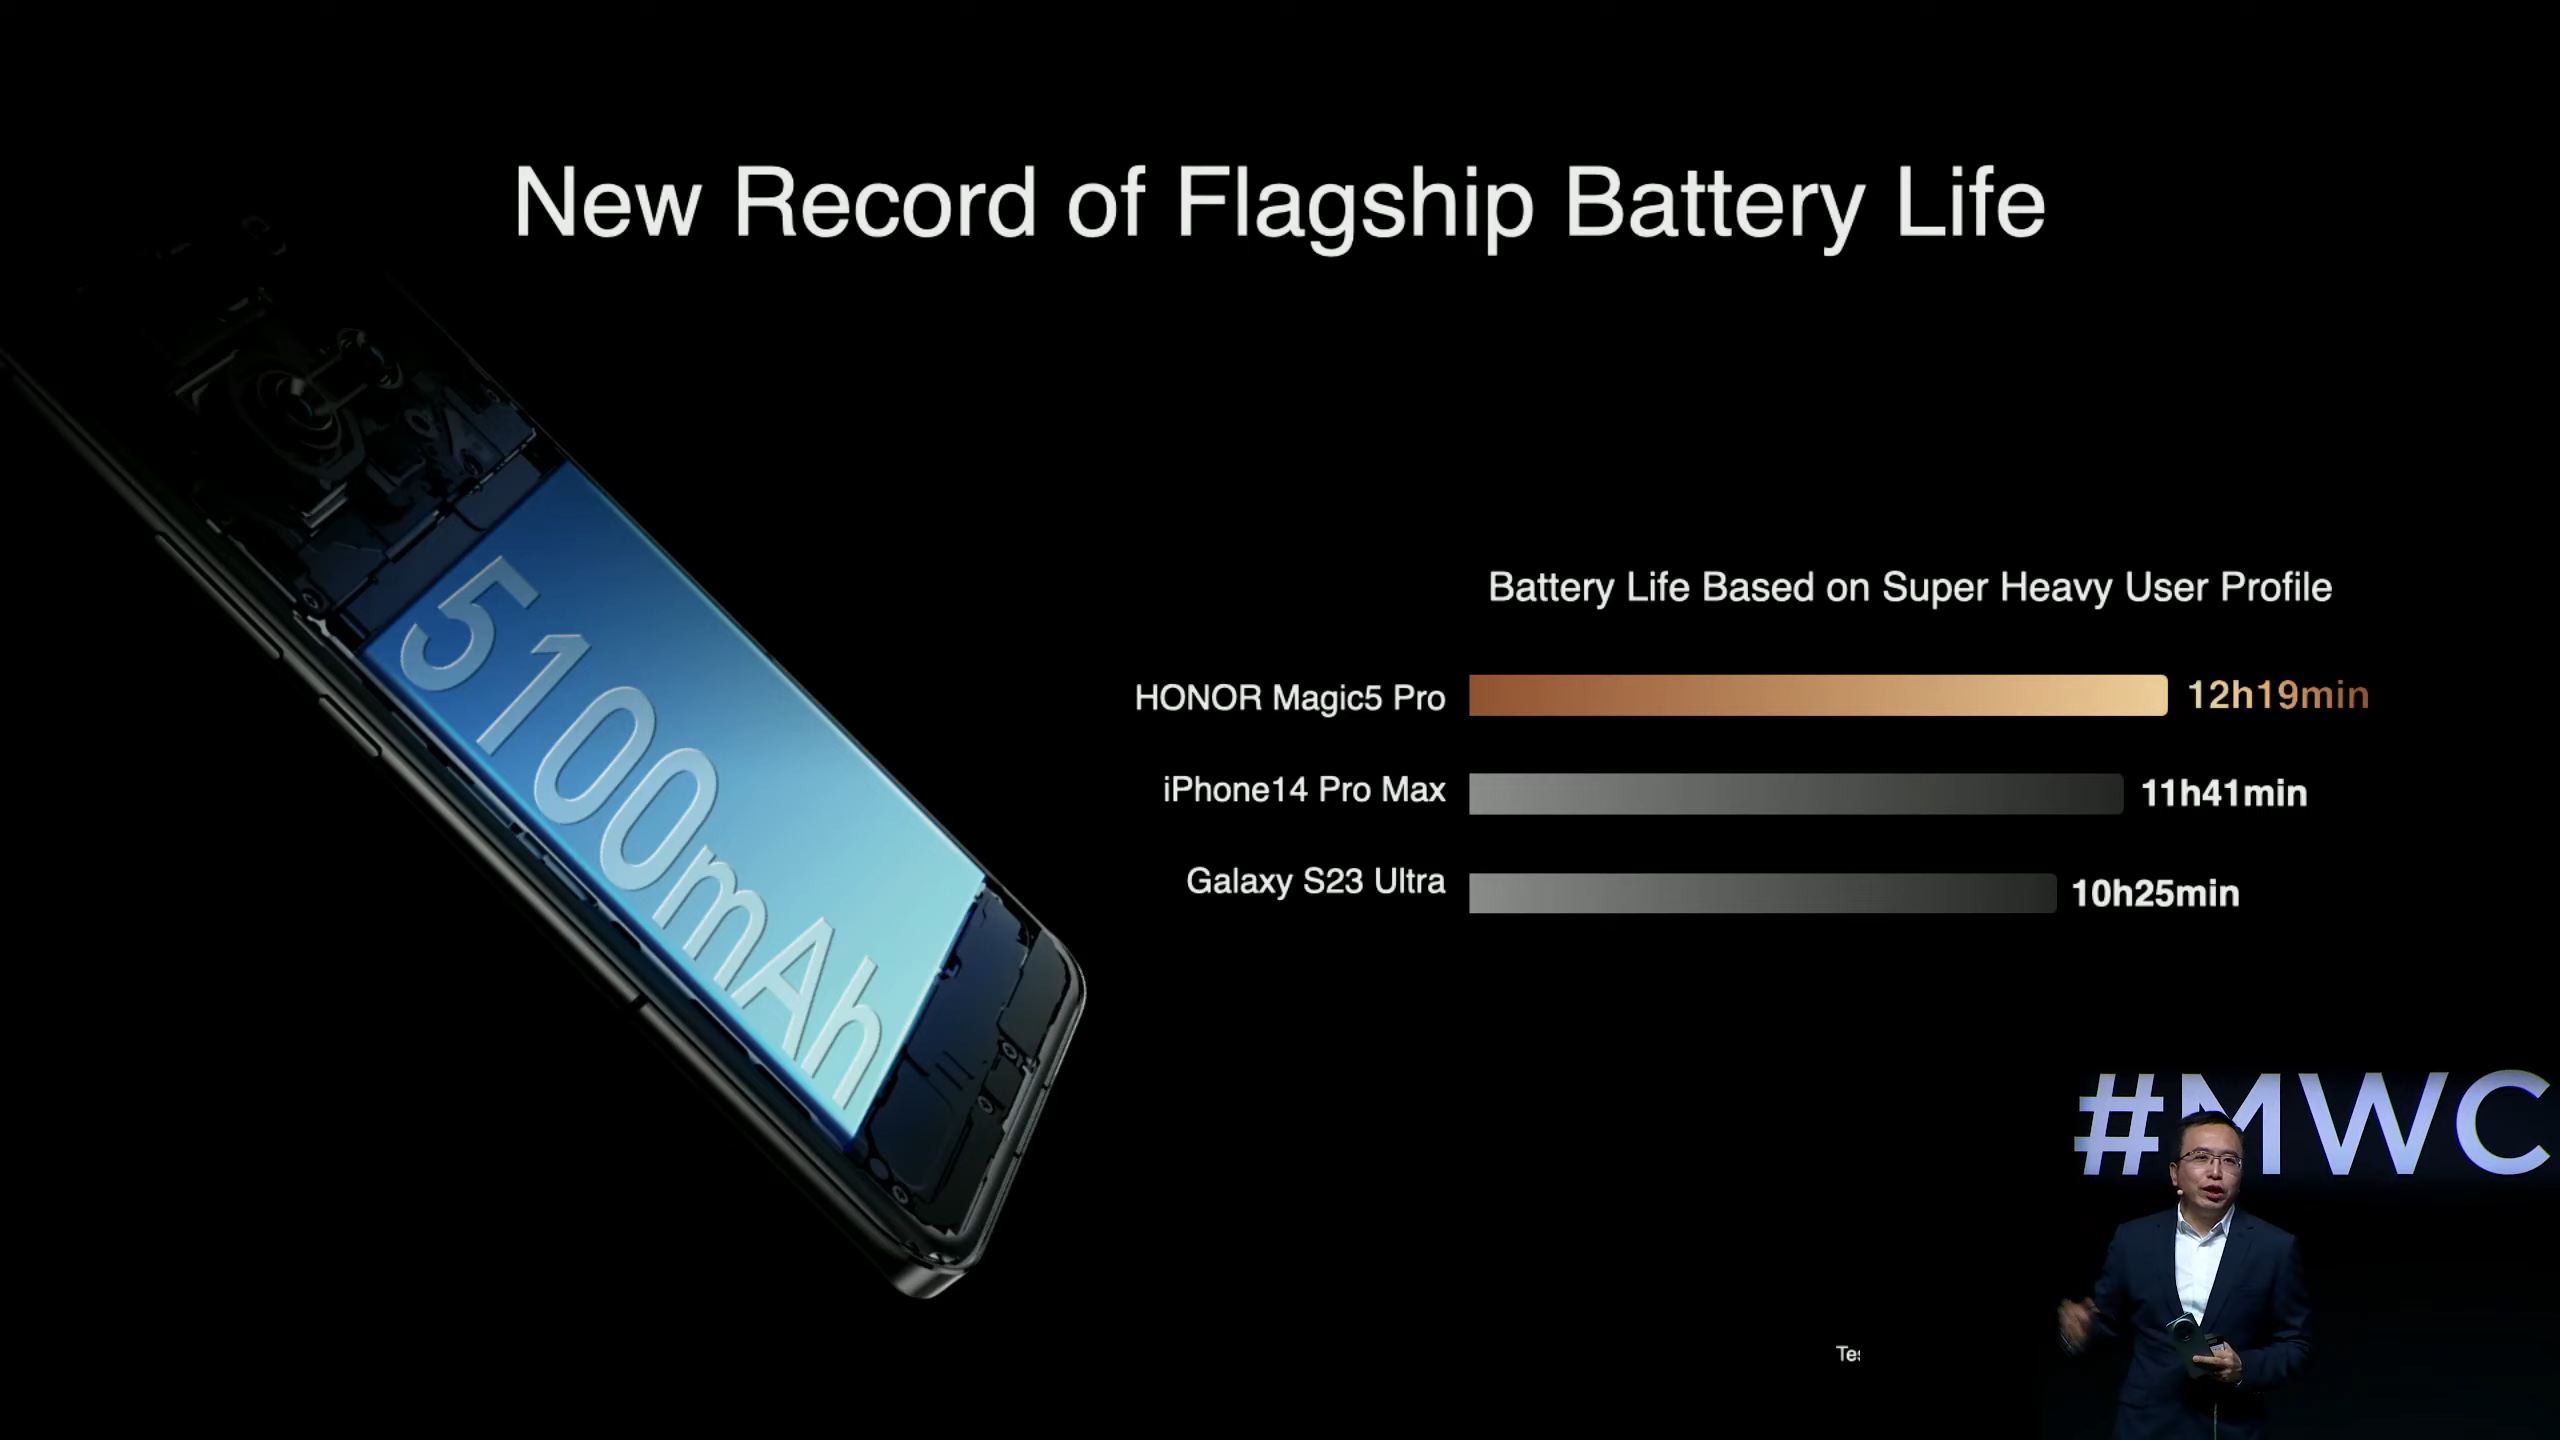 New Record of Flagship Battery Life
5100mAh
Battery Life Based on Super Heavy User Profile
HONOR Magic5 Pro 12h19min
iPhone14 Pro Max 11h41min
Galaxy S23 Ultra 10h25min
#MWC